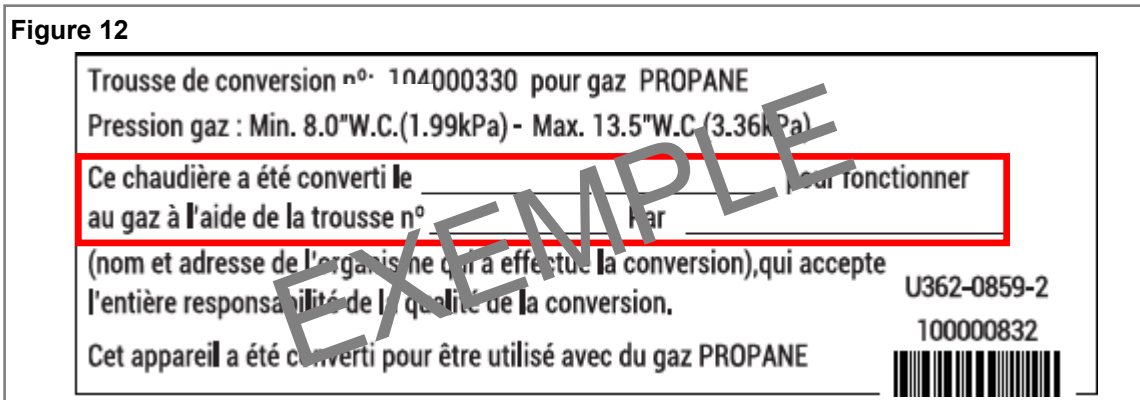 Figure 12
Trousse de conversion nº: 104000330 pour gaz PROPANE
Pression gaz : Min. 8.0"W.C.(1.99kPa) - Max. 13.5"W.C.(3.36kPa)
Ce chaudière a été converti le ____________________ pour fonctionner
au gaz à l'aide de la trousse nº ____________ Par ____________________
(nom et adresse de l'organisme qui a effectué la conversion),qui accepte
l'entière responsabilité de la qualité de la conversion.
Cet appareil a été converti pour être utilisé avec du gaz PROPANE
U362-0859-2
100000832
EXEMPLE